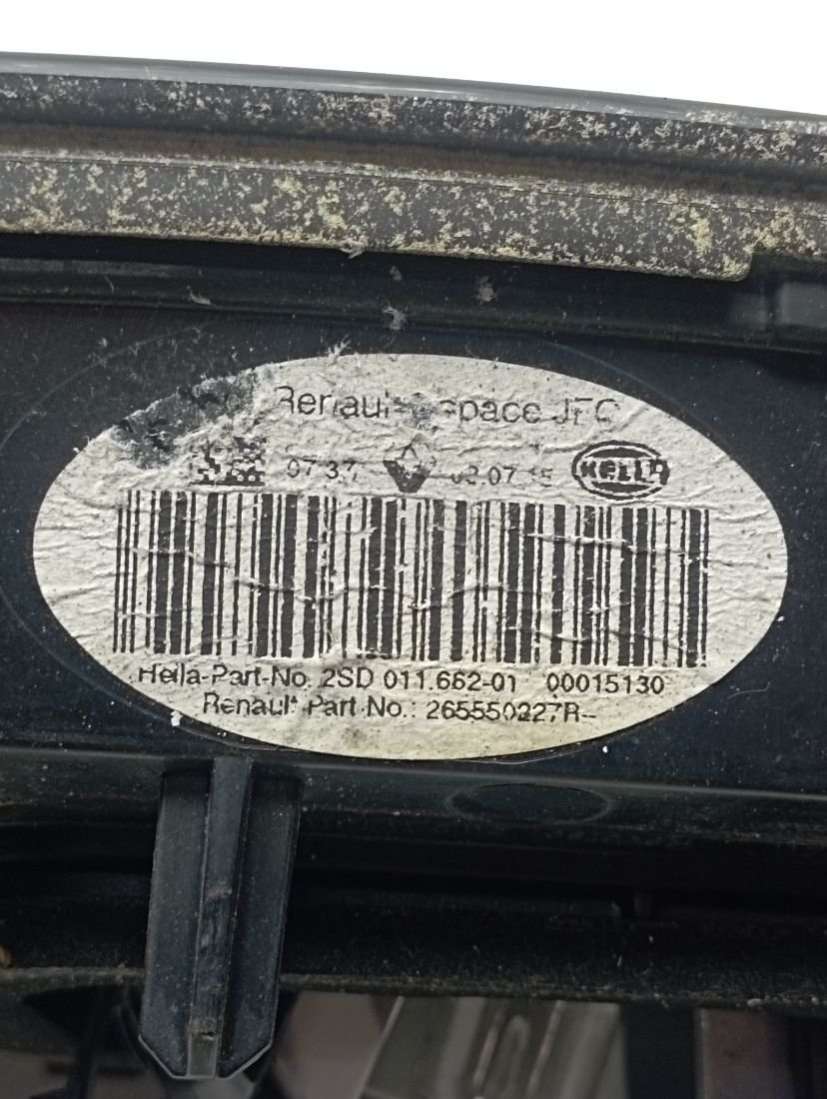 Renault Espace JFC
07:37 08.07.15 HELLA
Hella-Part-No. 2SD 011.662-01 00015130
Renault Part No.: 265550227R--